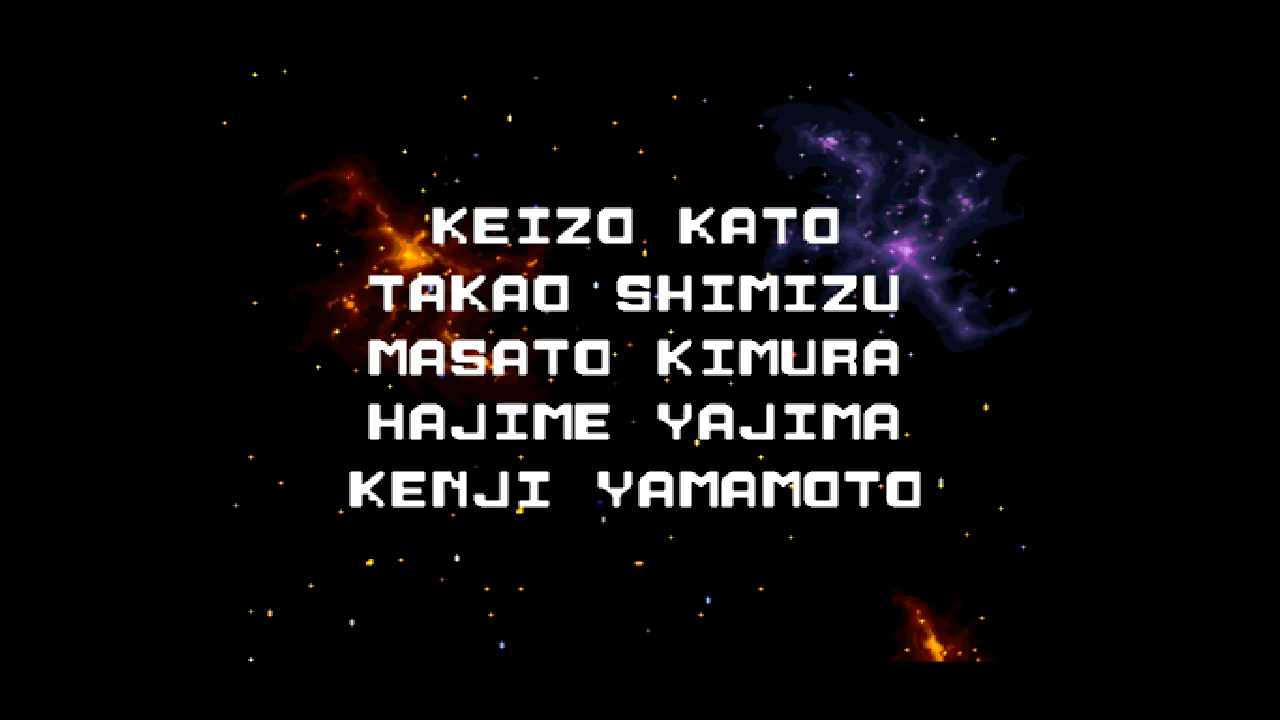 KEIZO KATO
TAKAO SHIMIZU
MASATO KIMURA
HAJIME YAJIMA
KENJI YAMAMOTO